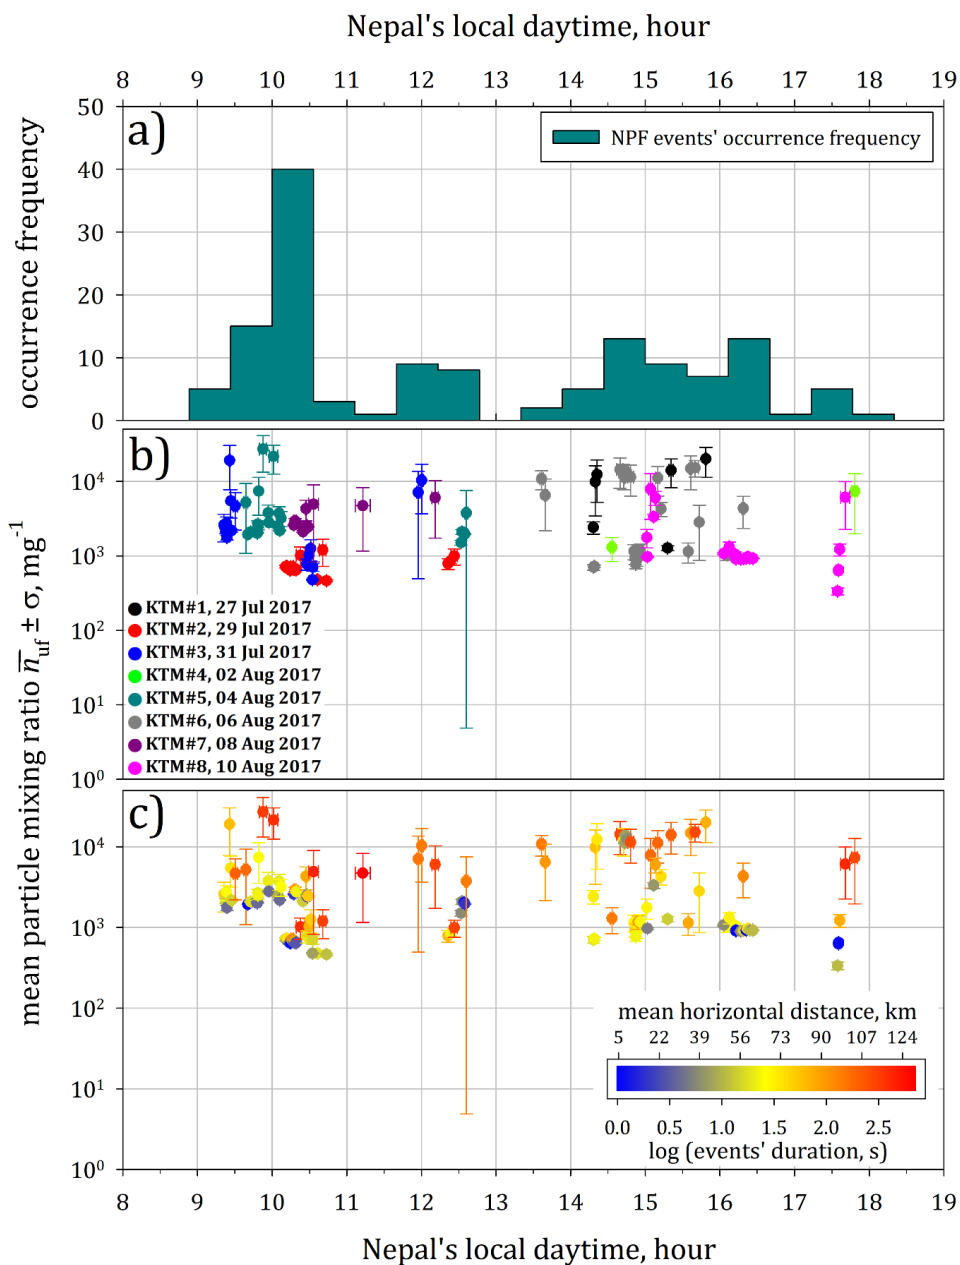 Nepal's local daytime, hour
8 9 10 11 12 13 14 15 16 17 18 19
50
a)
NPF events' occurrence frequency
40
30
20
10
0
occurrence frequency
b)
10⁴
10³
10²
10¹
10⁰
KTM#1, 27 Jul 2017
KTM#2, 29 Jul 2017
KTM#3, 31 Jul 2017
KTM#4, 02 Aug 2017
KTM#5, 04 Aug 2017
KTM#6, 06 Aug 2017
KTM#7, 08 Aug 2017
KTM#8, 10 Aug 2017
mean particle mixing ratio n̅uf ± σ, mg⁻¹
c)
10⁴
10³
10²
10¹
10⁰
mean horizontal distance, km
5 22 39 56 73 90 107 124
0.0 0.5 1.0 1.5 2.0 2.5
log (events' duration, s)
8 9 10 11 12 13 14 15 16 17 18 19
Nepal's local daytime, hour